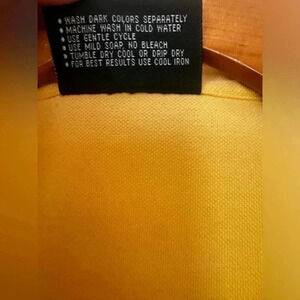 • WASH DARK COLORS SEPARATELY
• MACHINE WASH IN COLD WATER
• USE GENTLE CYCLE
• USE MILD SOAP, NO BLEACH
• TUMBLE DRY COOL OR DRIP DRY
• FOR BEST RESULTS USE COOL IRON